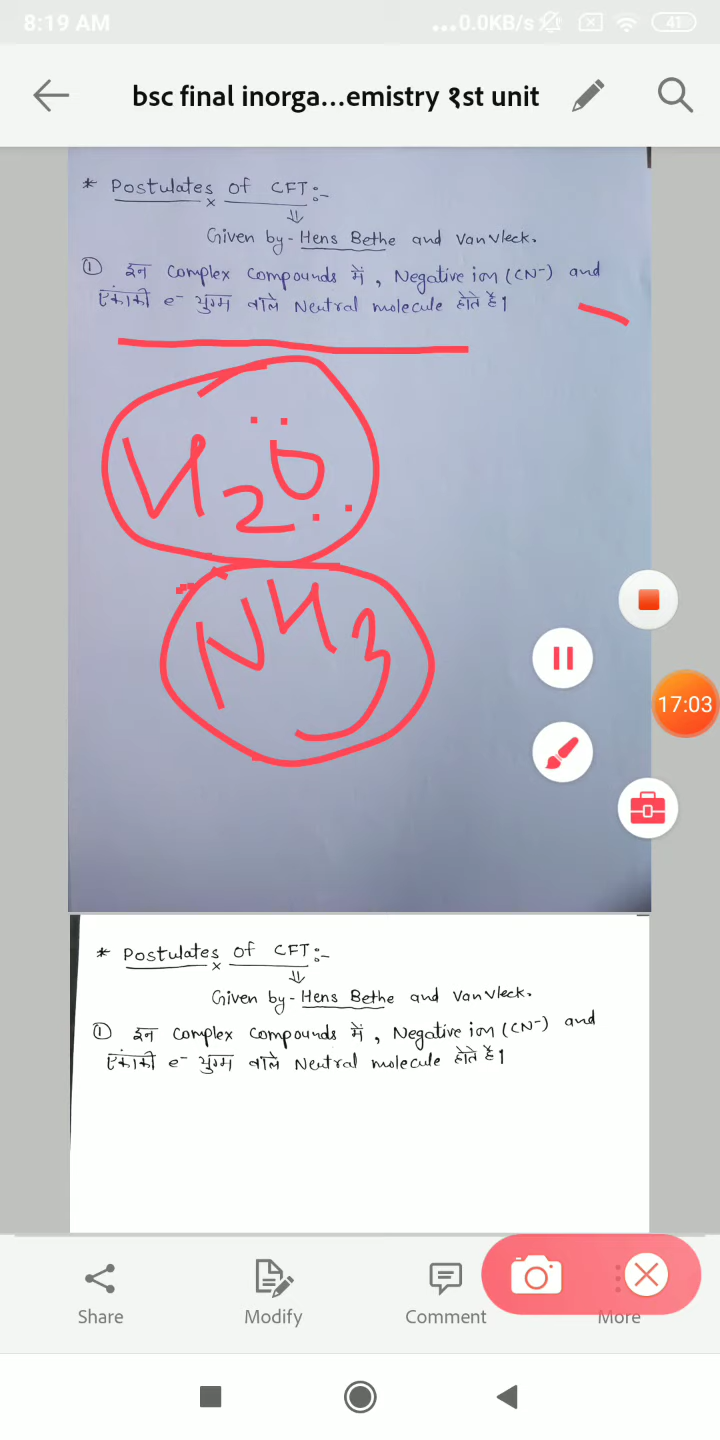 8:19 AM
...0.0KB/s
41
bsc final inorga...emistry १st unit
* Postulates of CFT:-
Given by - Hens Bethe and Van Vleck.
① इन Complex Compounds में, Negative ion (CN⁻) and
एकांकी e⁻ युग्म वाले Neutral molecule होते हैं।
H₂O
NH₃
17:03
* Postulates of CFT:-
Given by - Hens Bethe and Van Vleck.
① इन Complex Compounds में, Negative ion (CN⁻) and
एकांकी e⁻ युग्म वाले Neutral molecule होते हैं।
Share
Modify
Comment
More